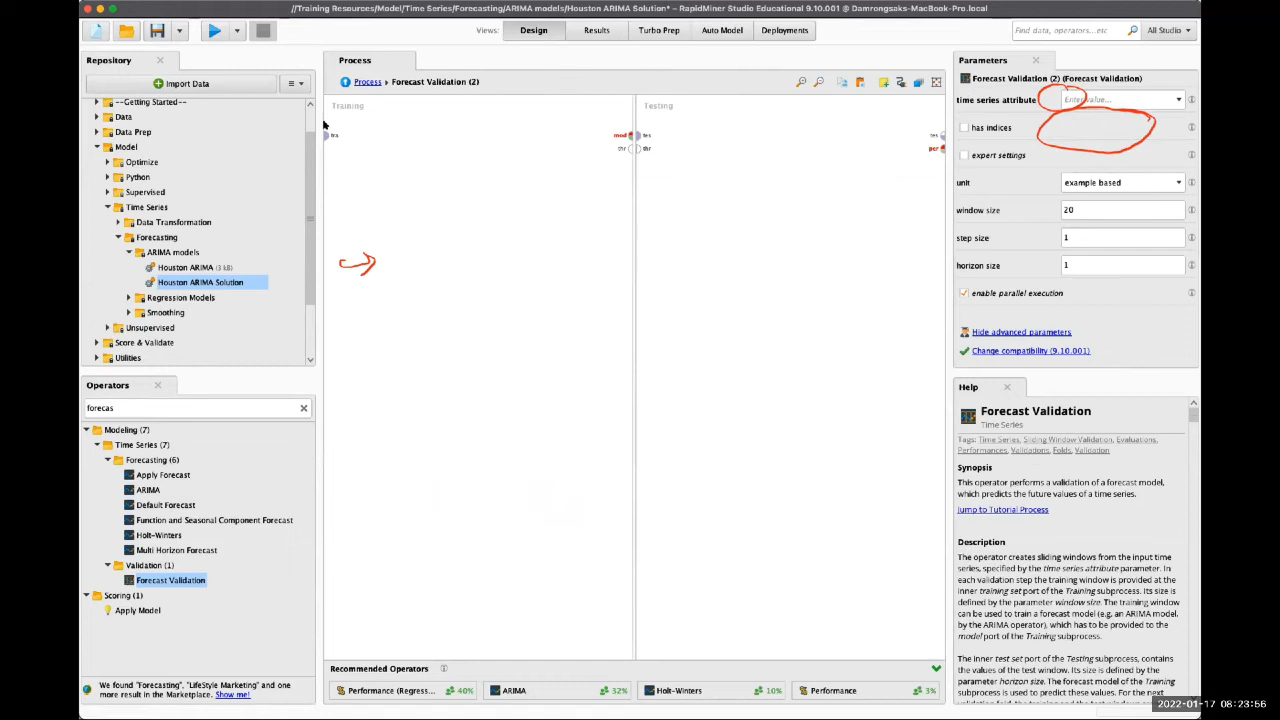 //Training Resources/Model/Time Series/Forecasting/ARIMA models/Houston ARIMA Solution* – RapidMiner Studio Educational 9.10.001 @ Damrongsaks-MacBook-Pro.local
Views: Design Results Turbo Prep Auto Model Deployments Find data, operators...etc All Studio
Repository
Import Data
--Getting Started--
Data
Data Prep
Model
Optimize
Python
Supervised
Time Series
Data Transformation
Forecasting
ARIMA models
Houston ARIMA (3 kB)
Houston ARIMA Solution
Regression Models
Smoothing
Unsupervised
Score & Validate
Utilities
Operators
forecas
Modeling (7)
Time Series (7)
Forecasting (6)
Apply Forecast
ARIMA
Default Forecast
Function and Seasonal Component Forecast
Holt-Winters
Multi Horizon Forecast
Validation (1)
Forecast Validation
Scoring (1)
Apply Model
We found "Forecasting", "LifeStyle Marketing" and one
more result in the Marketplace. Show me!
Process
Process Forecast Validation (2)
Training Testing
tra mod tes tes
thr thr per
Recommended Operators
Performance (Regress... 40% ARIMA 32% Holt-Winters 10% Performance 3%
Parameters
Forecast Validation (2) (Forecast Validation)
time series attribute Enter value...
has indices
expert settings
unit example based
window size 20
step size 1
horizon size 1
enable parallel execution
Hide advanced parameters
Change compatibility (9.10.001)
Help
Forecast Validation
Time Series
Tags: Time Series, Sliding Window Validation, Evaluations,
Performances, Validations, Folds, Validation
Synopsis
This operator performs a validation of a forecast model,
which predicts the future values of a time series.
Jump to Tutorial Process
Description
The operator creates sliding windows from the input time
series, specified by the time series attribute parameter. In
each validation step the training window is provided at the
inner training set port of the Training subprocess. Its size is
defined by the parameter window size. The training window
can be used to train a forecast model (e.g. an ARIMA model,
by the ARIMA operator), which has to be provided to the
model port of the Training subprocess.
The inner test set port of the Testing subprocess, contains
the values of the test window. Its size is defined by the
parameter horizon size. The forecast model of the Training
subprocess is used to predict these values. For the next
2022-01-17 08:23:56